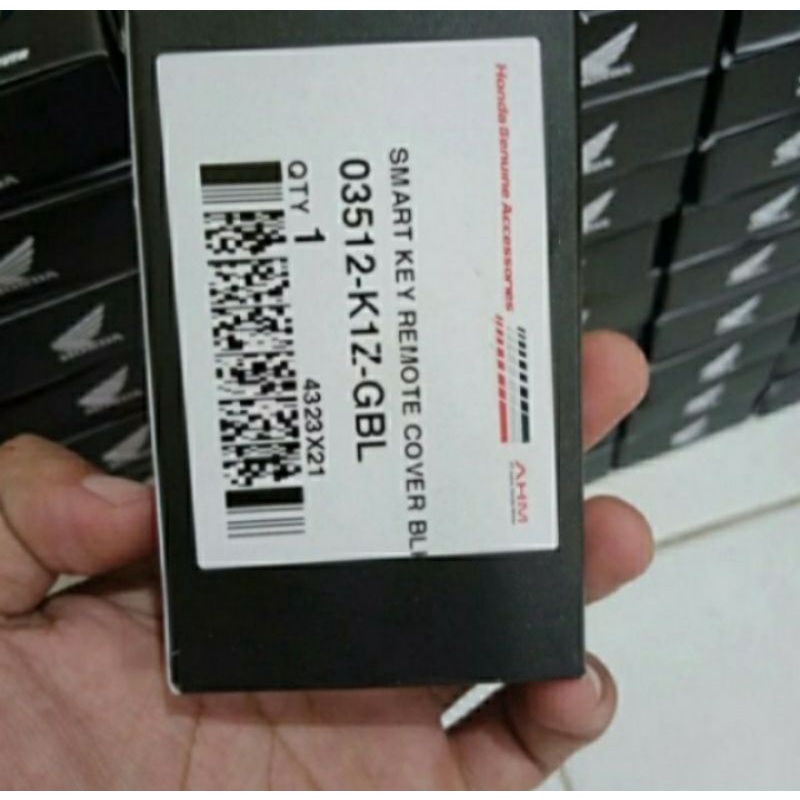 Honda Genuine Accessories
AHM
SMART KEY REMOTE COVER BL
03512-K1Z-GBL
QTY 1
4323X21